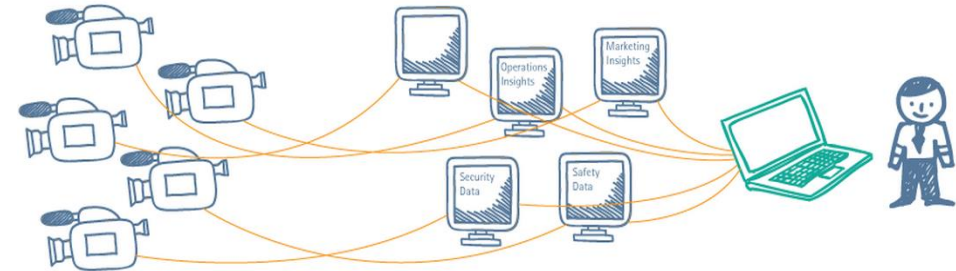 Operations
Insights
Marketing
Insights
Security
Data
Safety
Data